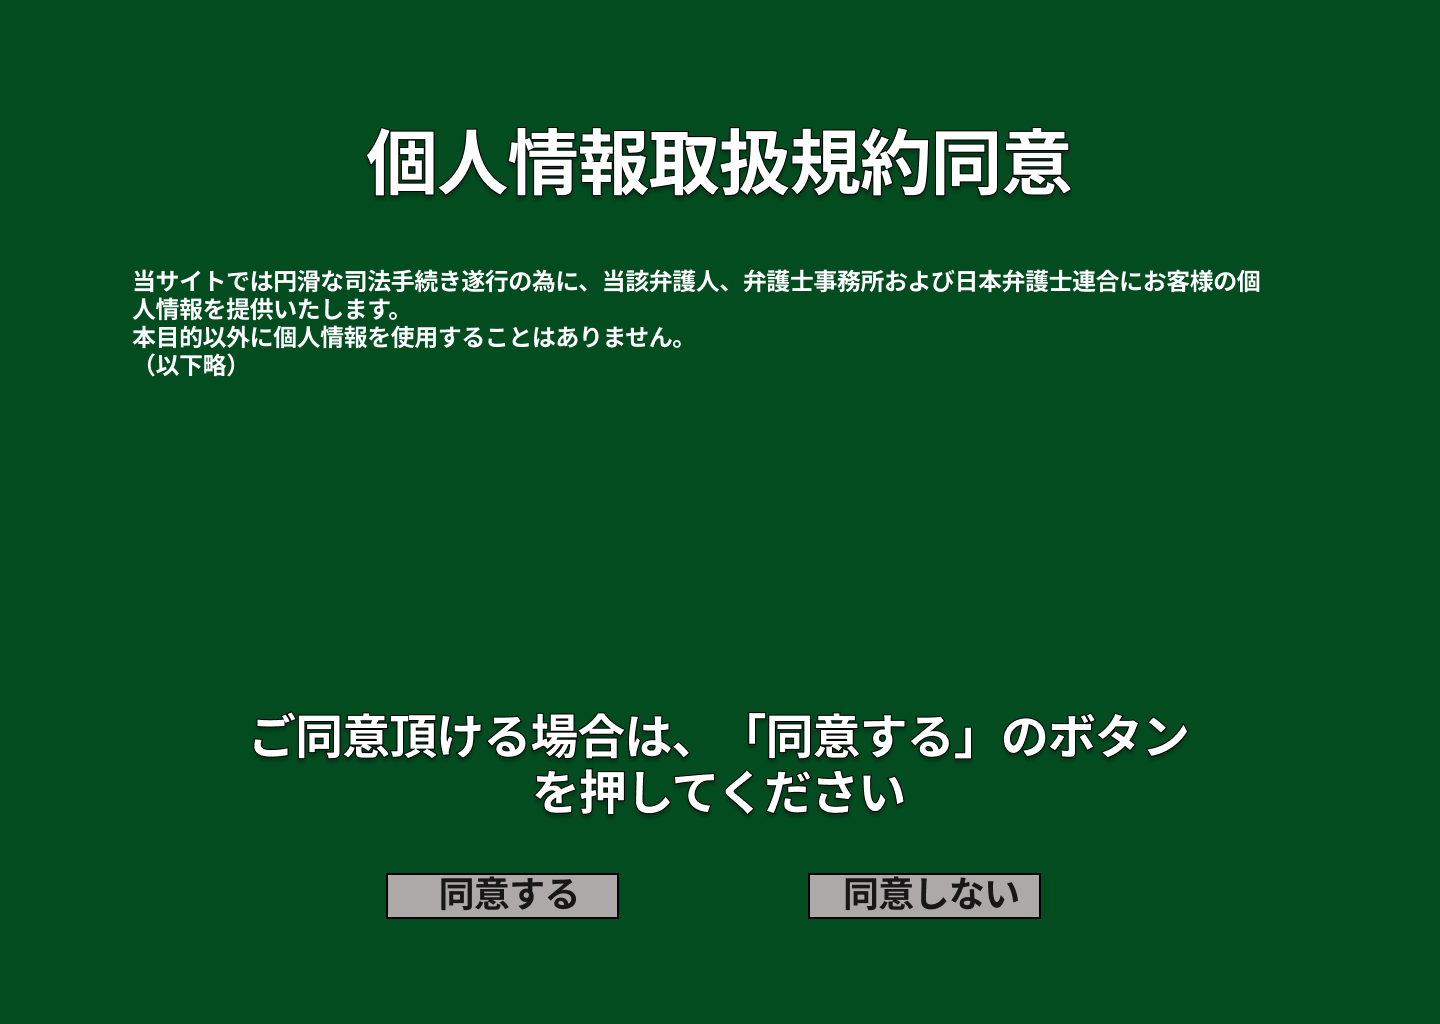 個人情報取扱規約同意
当サイトでは円滑な司法手続き遂行の為に、当該弁護人、弁護士事務所および日本弁護士連合にお客様の個
人情報を提供いたします。
本目的以外に個人情報を使用することはありません。
（以下略）
ご同意頂ける場合は、「同意する」のボタン
を押してください
同意する
同意しない